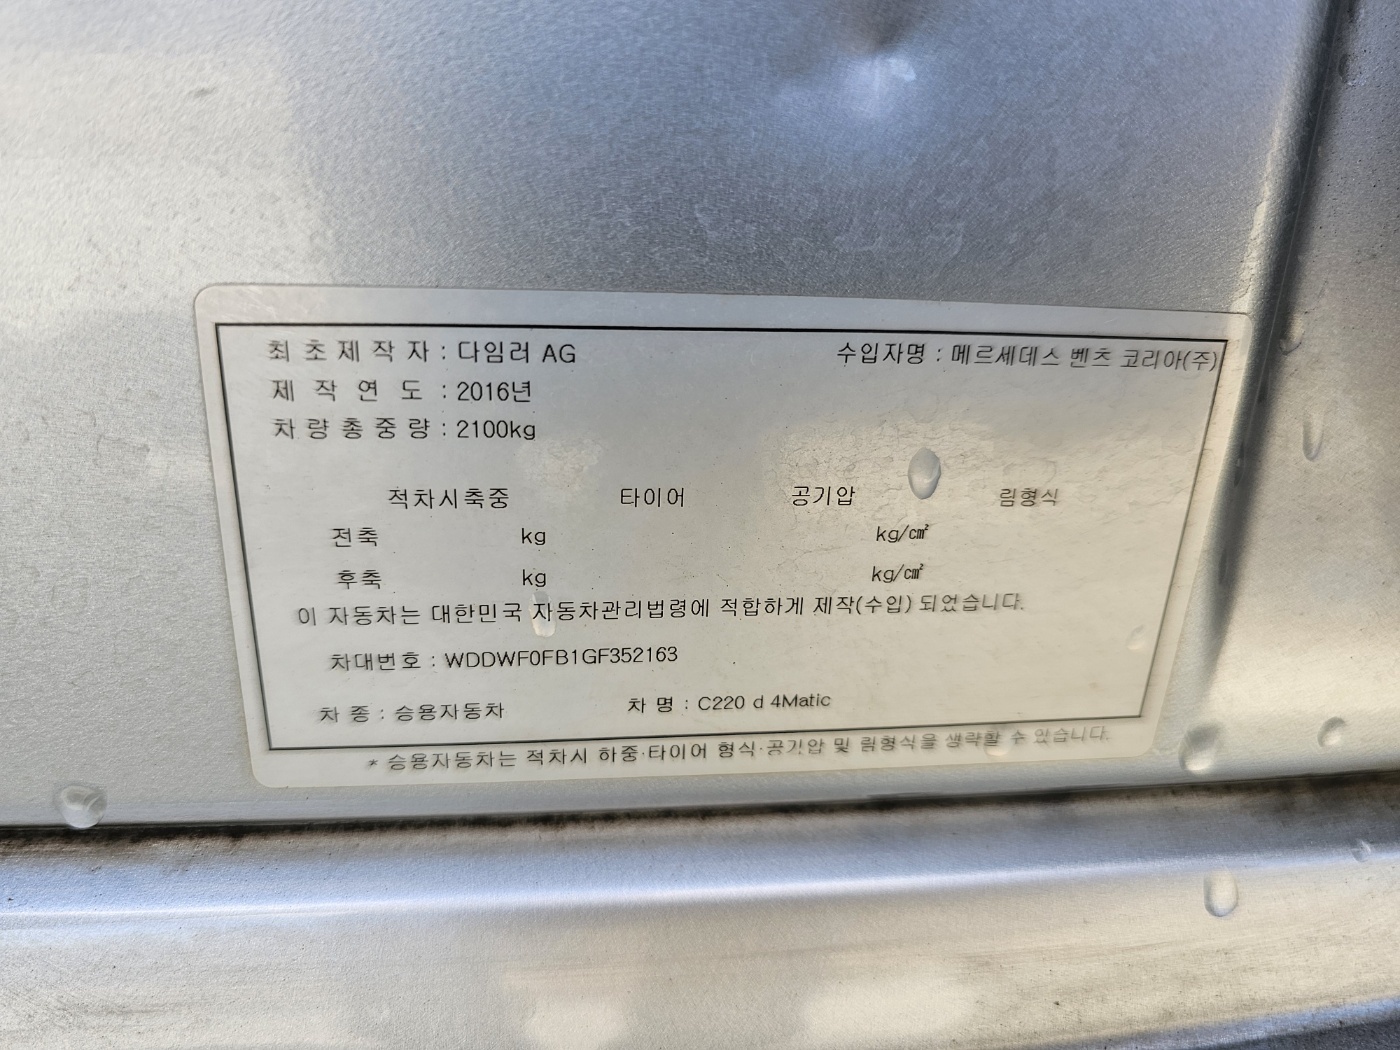 최초제작자 : 다임러 AG 수입자명 : 메르세데스 벤츠 코리아(주)
제작연도 : 2016년
차량총중량 : 2100kg
적차시축중 타이어 공기압 림형식
전축 kg kg/㎠
후축 kg kg/㎠
이 자동차는 대한민국 자동차관리법령에 적합하게 제작(수입) 되었습니다.
차대번호 : WDDWF0FB1GF352163
차 종 : 승용자동차 차 명 : C220 d 4Matic
* 승용자동차는 적차시 하중·타이어 형식·공기압 및 림형식을 생략할 수 있습니다.